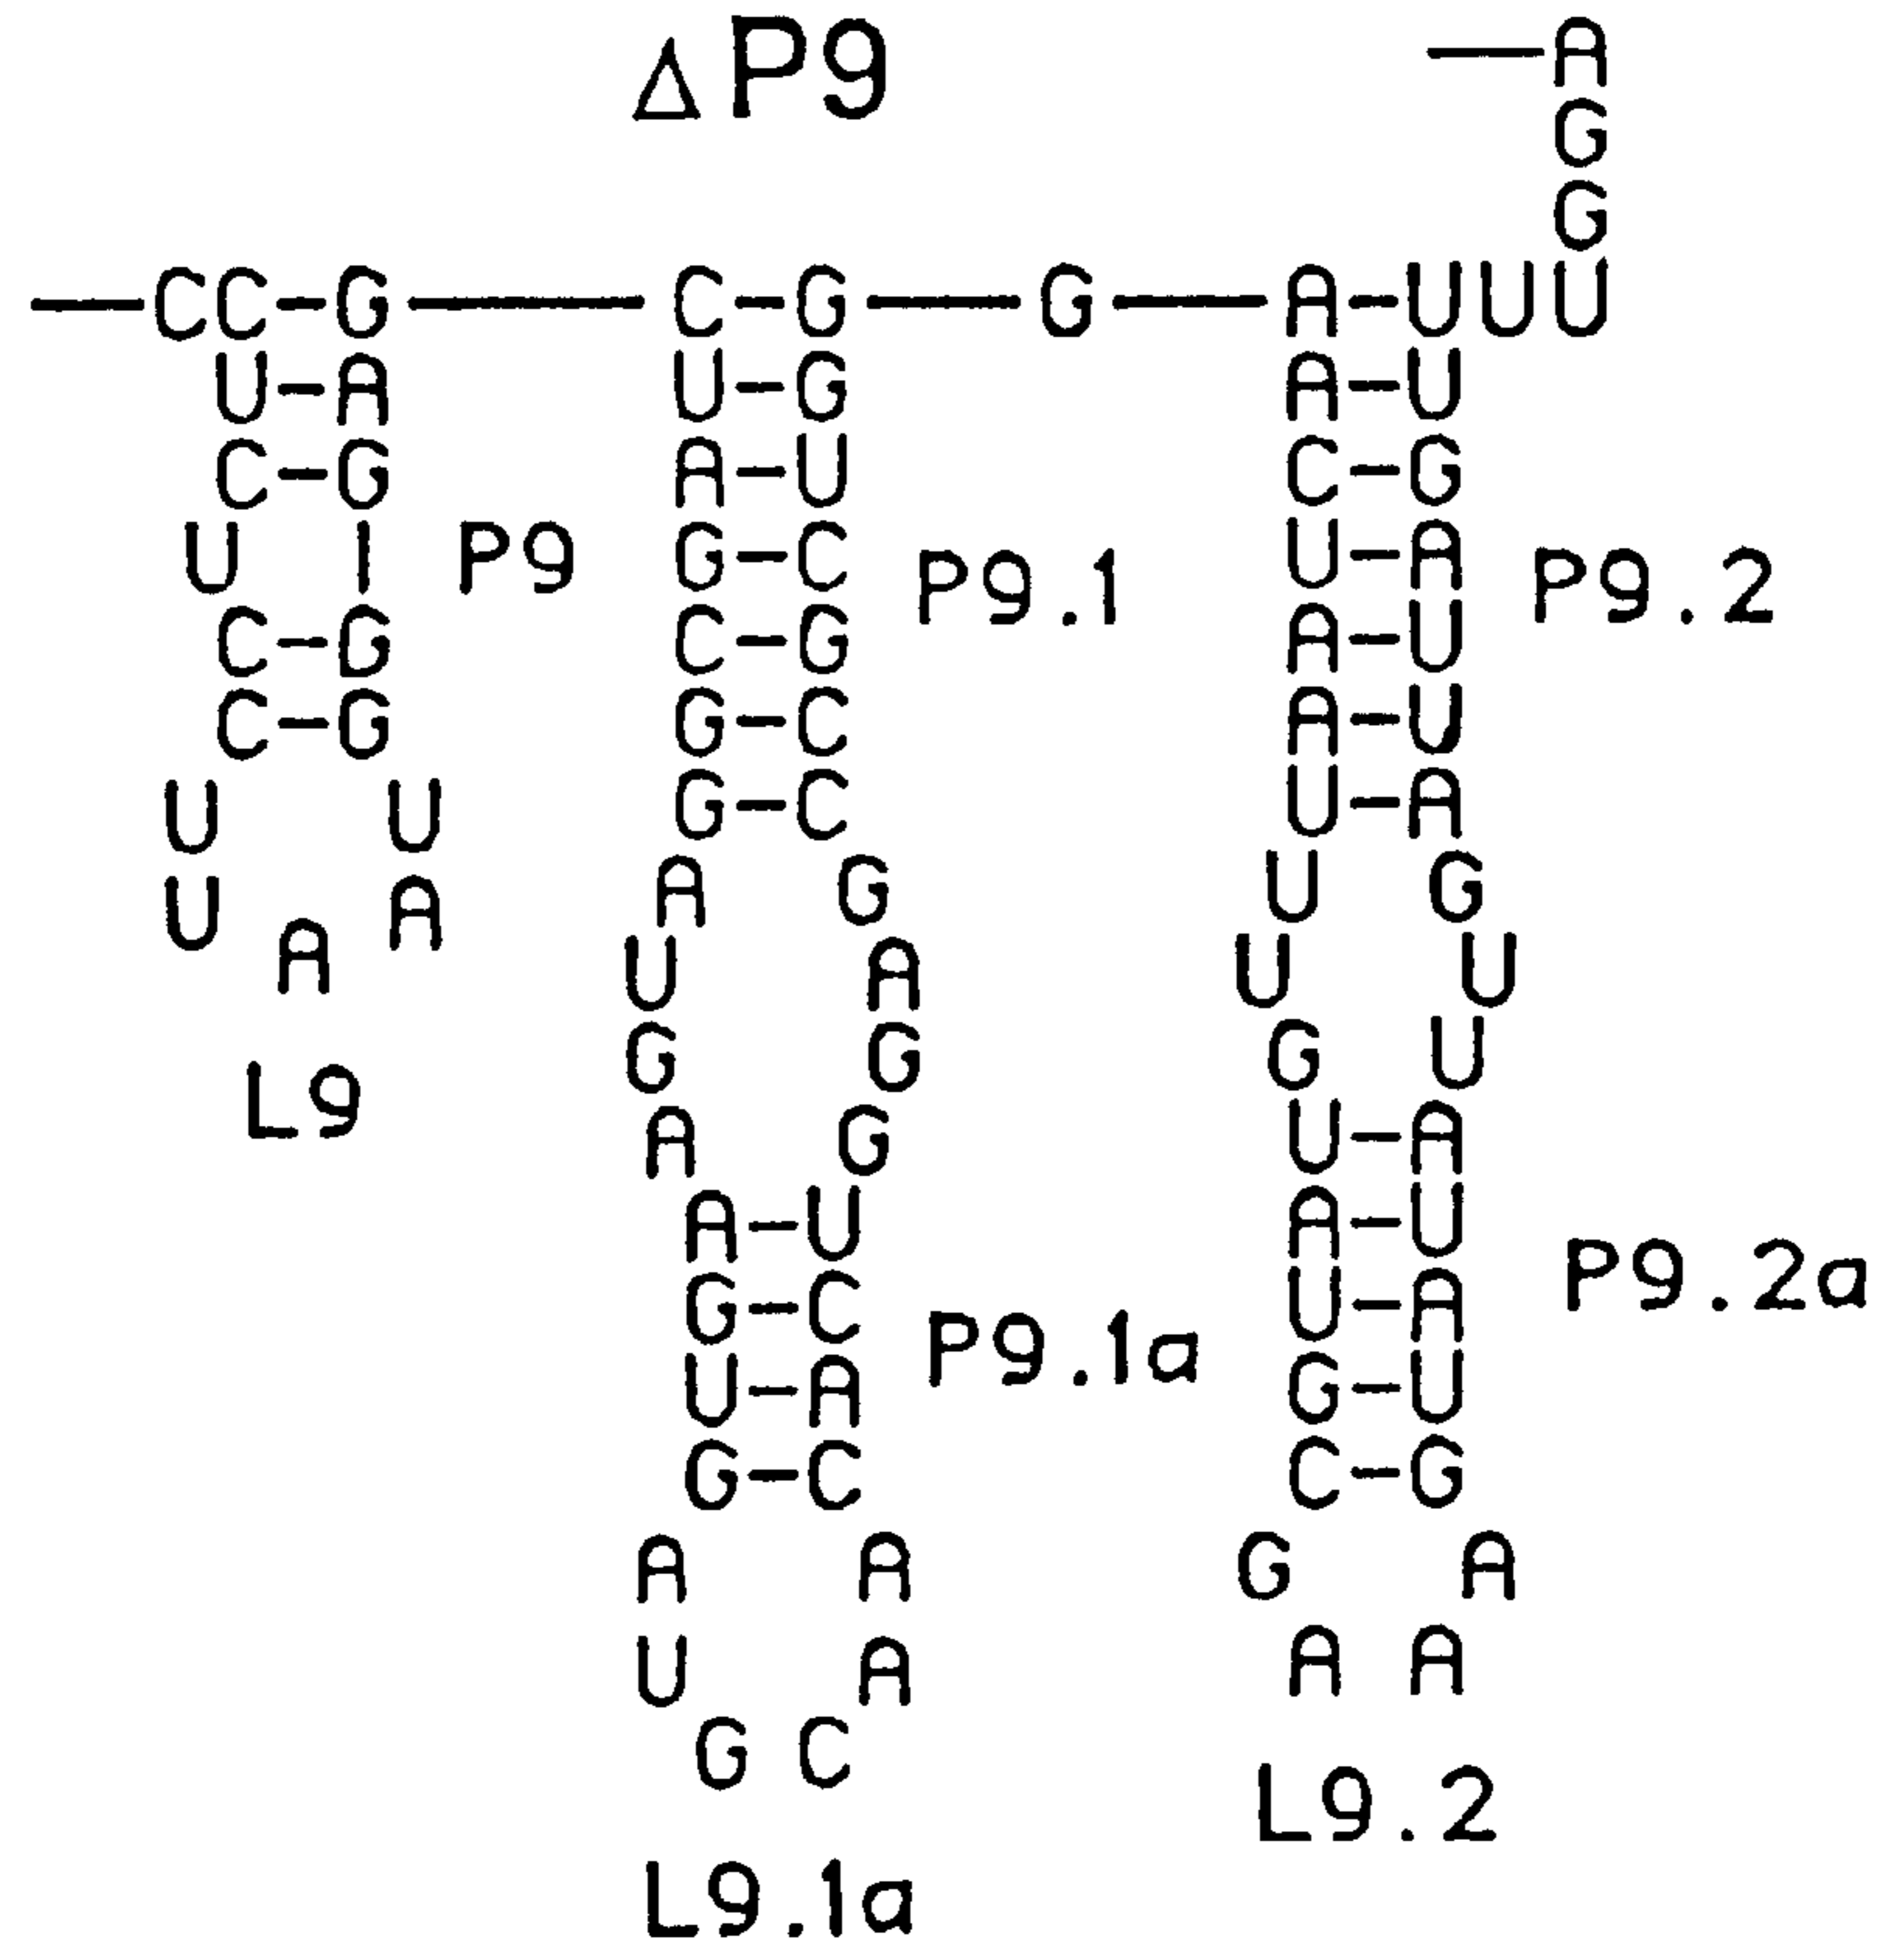 ΔP9 —A
G
G
—CC-G—C-G—G—A-UUU
U-A U-G A-U
C-G A-U C-G
U | P9 G-C P9.1 U-A P9.2
C-G C-G A-U
C-G G-C A-U
U U G-C U-A
U A A G U G
A U A U U
G G G U
L9 A G U-A
A-U A-U
G-C U-A P9.2a
P9.1a
U-A G-U
G-C C-G
A A G A
U A A A
G C
L9.2
L9.1a